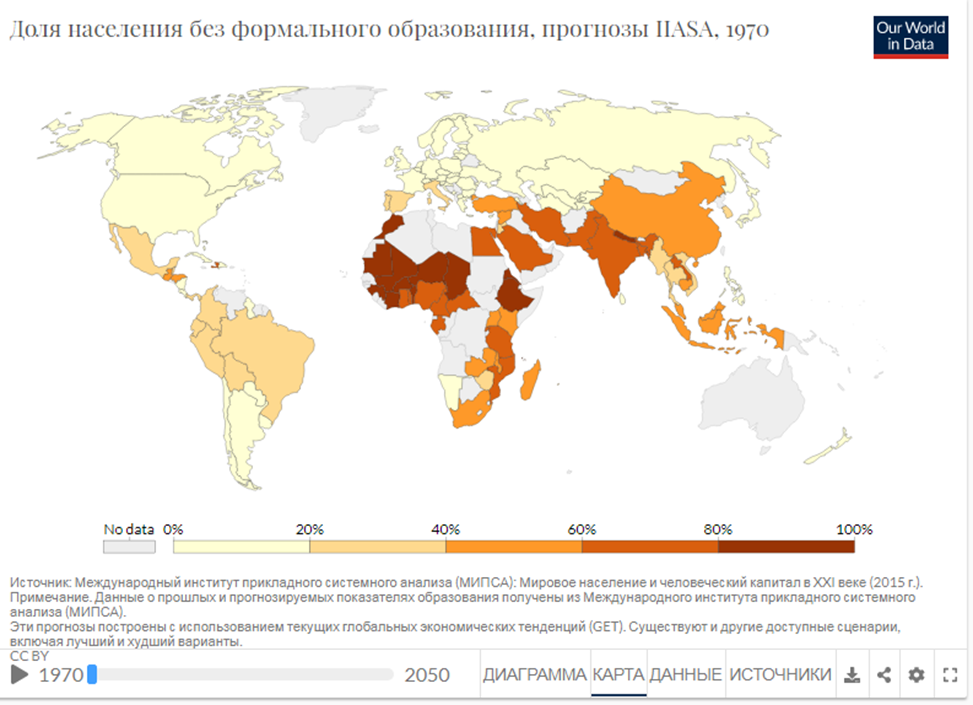 Доля населения без формального образования, прогнозы IIASA, 1970
Our World
in Data
No data 0% 20% 40% 60% 80% 100%
Источник: Международный институт прикладного системного анализа (МИПСА): Мировое население и человеческий капитал в XXI веке (2015 г.).
Примечание. Данные о прошлых и прогнозируемых показателях образования получены из Международного института прикладного системного
анализа (МИПСА).
Эти прогнозы построены с использованием текущих глобальных экономических тенденций (GET). Существуют и другие доступные сценарии,
включая лучший и худший варианты.
CC BY
1970 2050 ДИАГРАММА КАРТА ДАННЫЕ ИСТОЧНИКИ